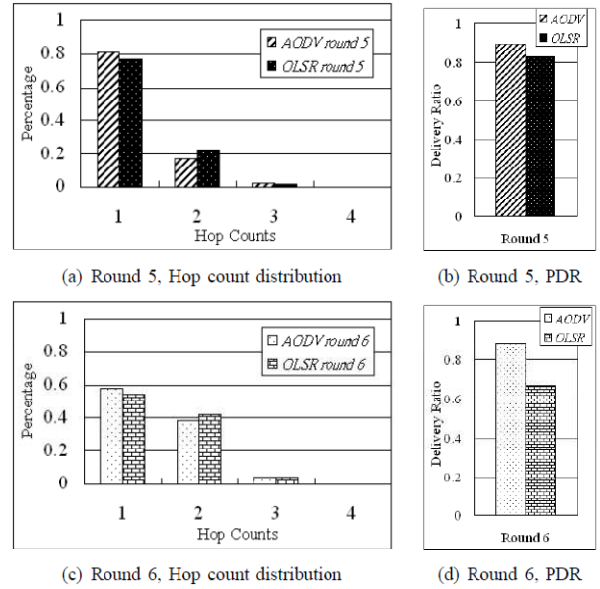 1
0.8
0.6
0.4
0.2
0
Percentage
AODV round 5
OLSR round 5
1 2 3 4
Hop Counts
(a) Round 5, Hop count distribution
1
0.8
0.6
0.4
0.2
0
Delivery Ratio
AODV
OLSR
Round 5
(b) Round 5, PDR
1
0.8
0.6
0.4
0.2
0
Percentage
AODV round 6
OLSR round 6
1 2 3 4
Hop Counts
(c) Round 6, Hop count distribution
1
0.8
0.6
0.4
0.2
0
Delivery Ratio
AODV
OLSR
Round 6
(d) Round 6, PDR